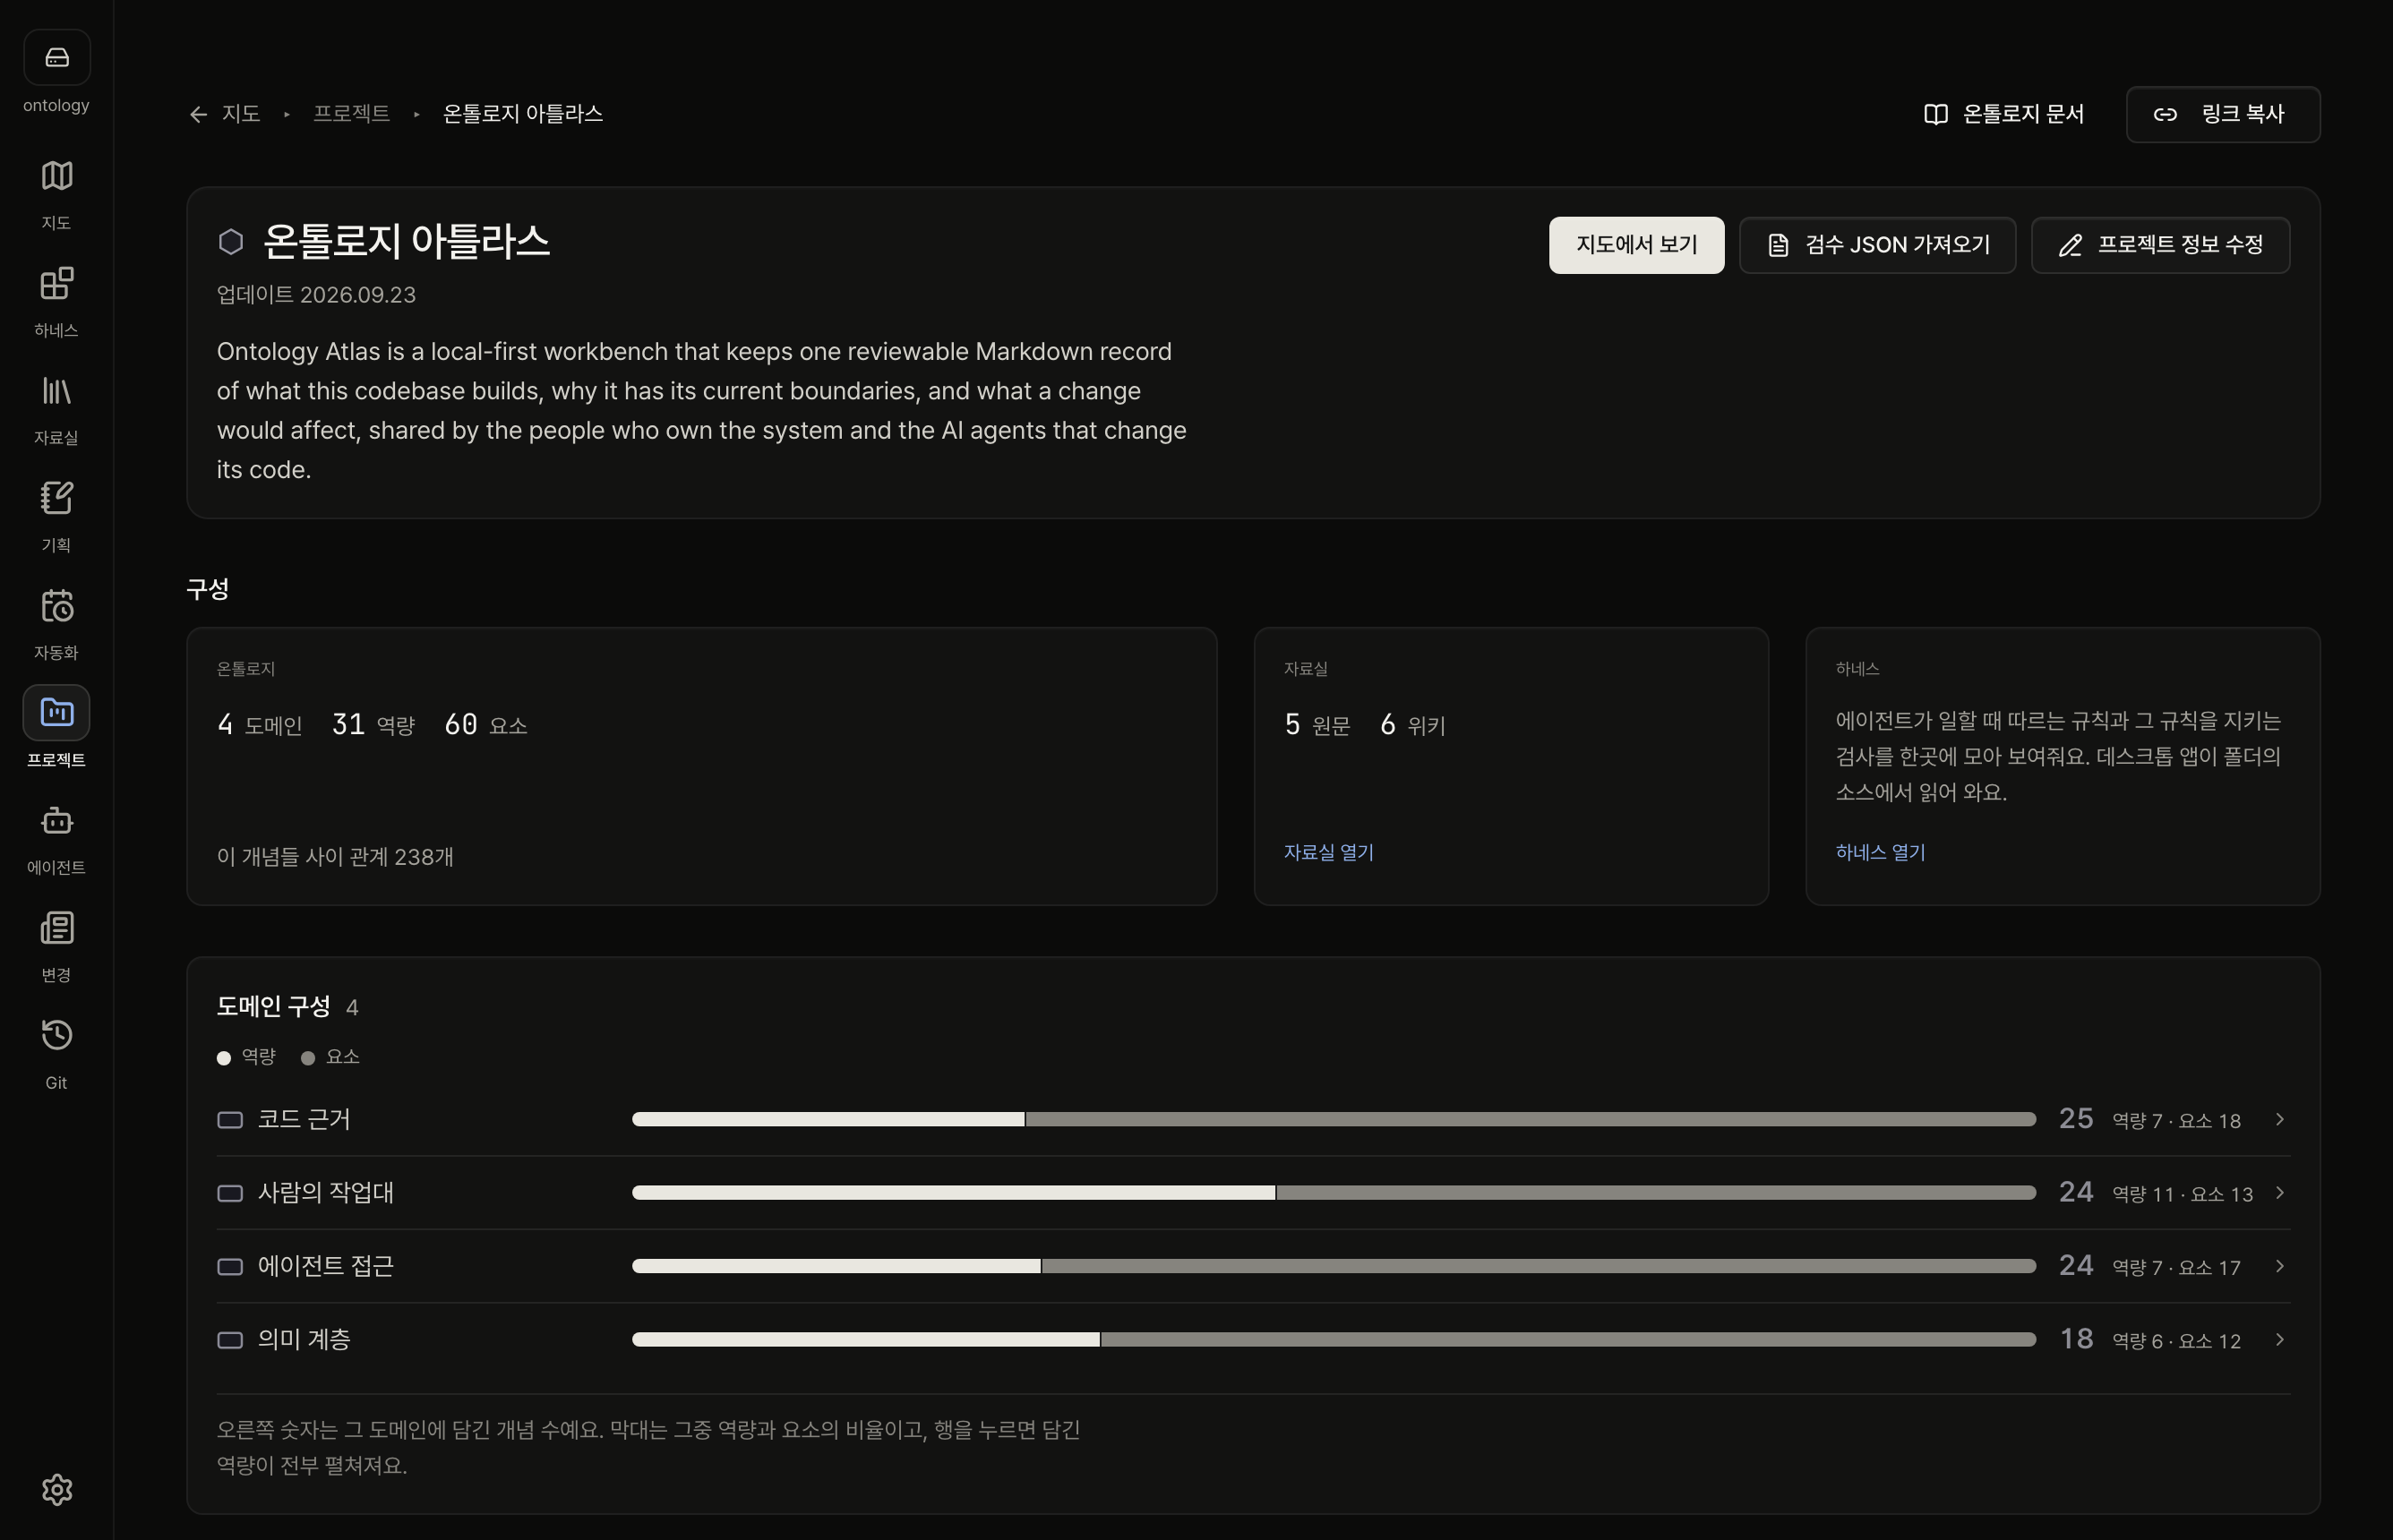 ontology
지도
하네스
자료실
기획
자동화
프로젝트
에이전트
변경
Git
지도 ▸ 프로젝트 ▸ 온톨로지 아틀라스
온톨로지 문서
링크 복사
온톨로지 아틀라스
지도에서 보기
검수 JSON 가져오기
프로젝트 정보 수정
업데이트 2026.09.23
Ontology Atlas is a local-first workbench that keeps one reviewable Markdown record
of what this codebase builds, why it has its current boundaries, and what a change
would affect, shared by the people who own the system and the AI agents that change
its code.
구성
온톨로지
4 도메인 31 역량 60 요소
이 개념들 사이 관계 238개
자료실
5 원문 6 위키
자료실 열기
하네스
에이전트가 일할 때 따르는 규칙과 그 규칙을 지키는
검사를 한곳에 모아 보여줘요. 데스크톱 앱이 폴더의
소스에서 읽어 와요.
하네스 열기
도메인 구성 4
역량 요소
코드 근거 25 역량 7 · 요소 18
사람의 작업대 24 역량 11 · 요소 13
에이전트 접근 24 역량 7 · 요소 17
의미 계층 18 역량 6 · 요소 12
오른쪽 숫자는 그 도메인에 담긴 개념 수예요. 막대는 그중 역량과 요소의 비율이고, 행을 누르면 담긴
역량이 전부 펼쳐져요.